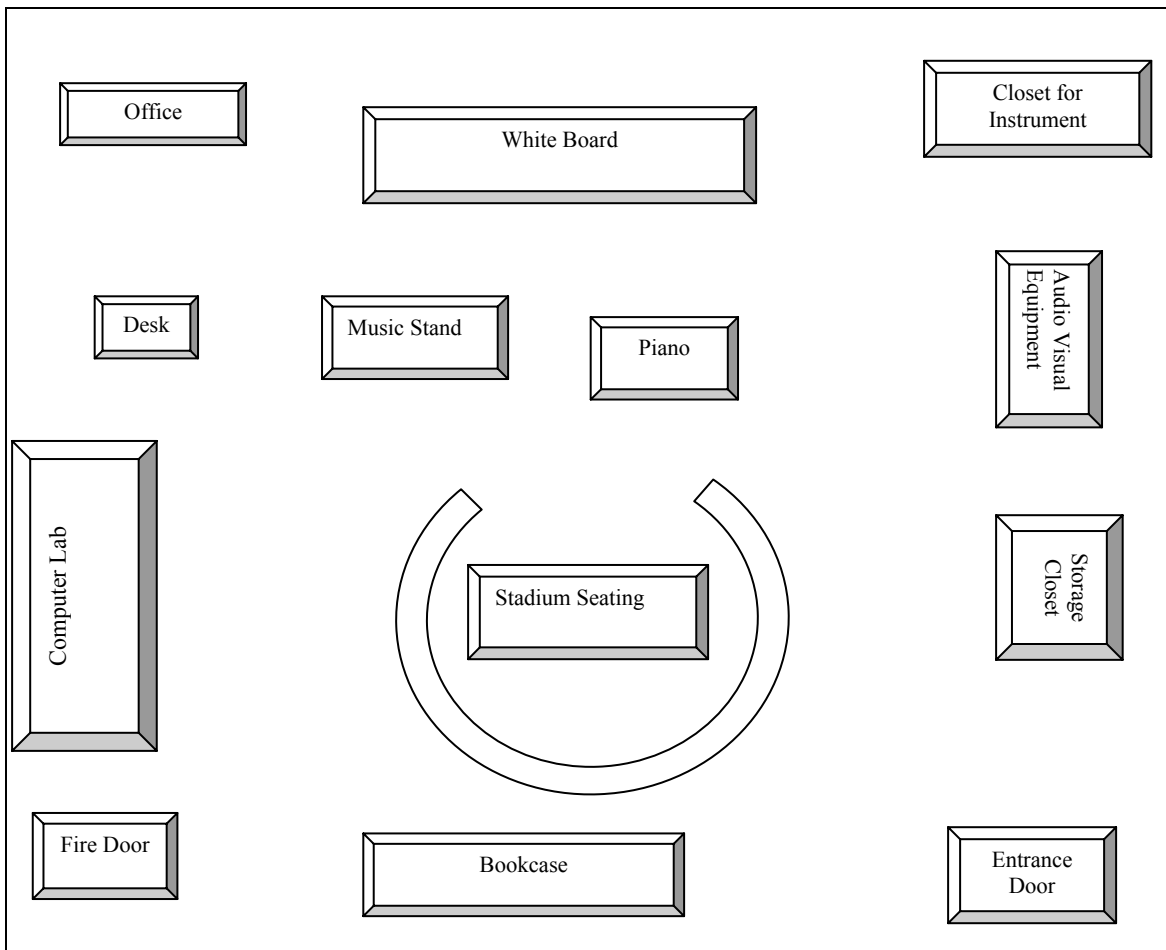 Office
White Board
Closet for
Instrument
Desk
Music Stand
Piano
Audio Visual
Equipment
Computer Lab
Stadium Seating
Storage
Closet
Fire Door
Bookcase
Entrance
Door